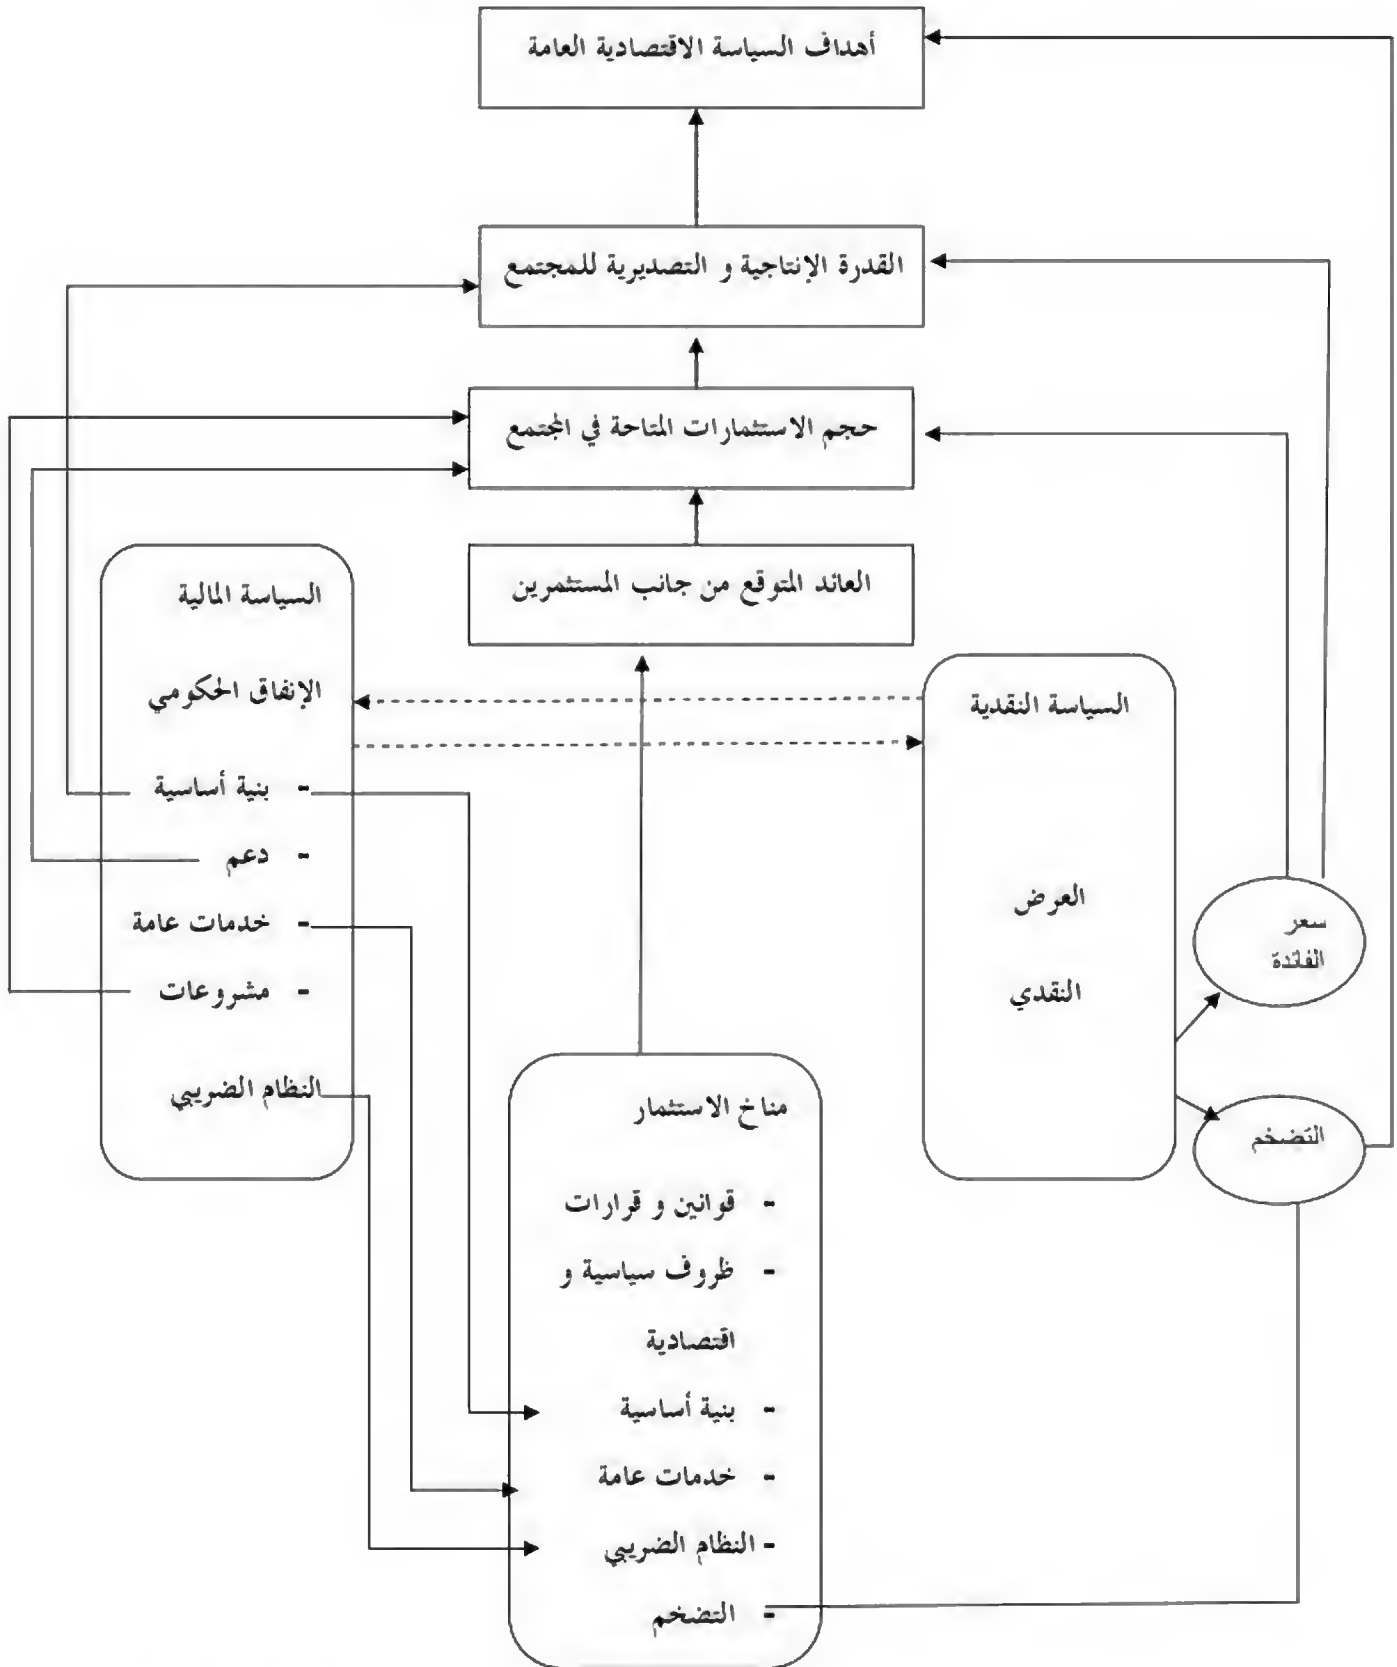 أهداف السياسة الاقتصادية العامة
القدرة الإنتاجية و التصديرية للمجتمع
حجم الاستثمارات المتاحة في المجتمع
العائد المتوقع من جانب المستثمرين
السياسة المالية
الإنفاق الحكومي
- بنية أساسية
- دعم
- خدمات عامة
- مشروعات
النظام الضريبي
السياسة النقدية
العرض
النقدي
سعر
الفائدة
التضخم
مناخ الاستثمار
- قوانين و قرارات
- ظروف سياسية و
اقتصادية
- بنية أساسية
- خدمات عامة
- النظام الضريبي
- التضخم